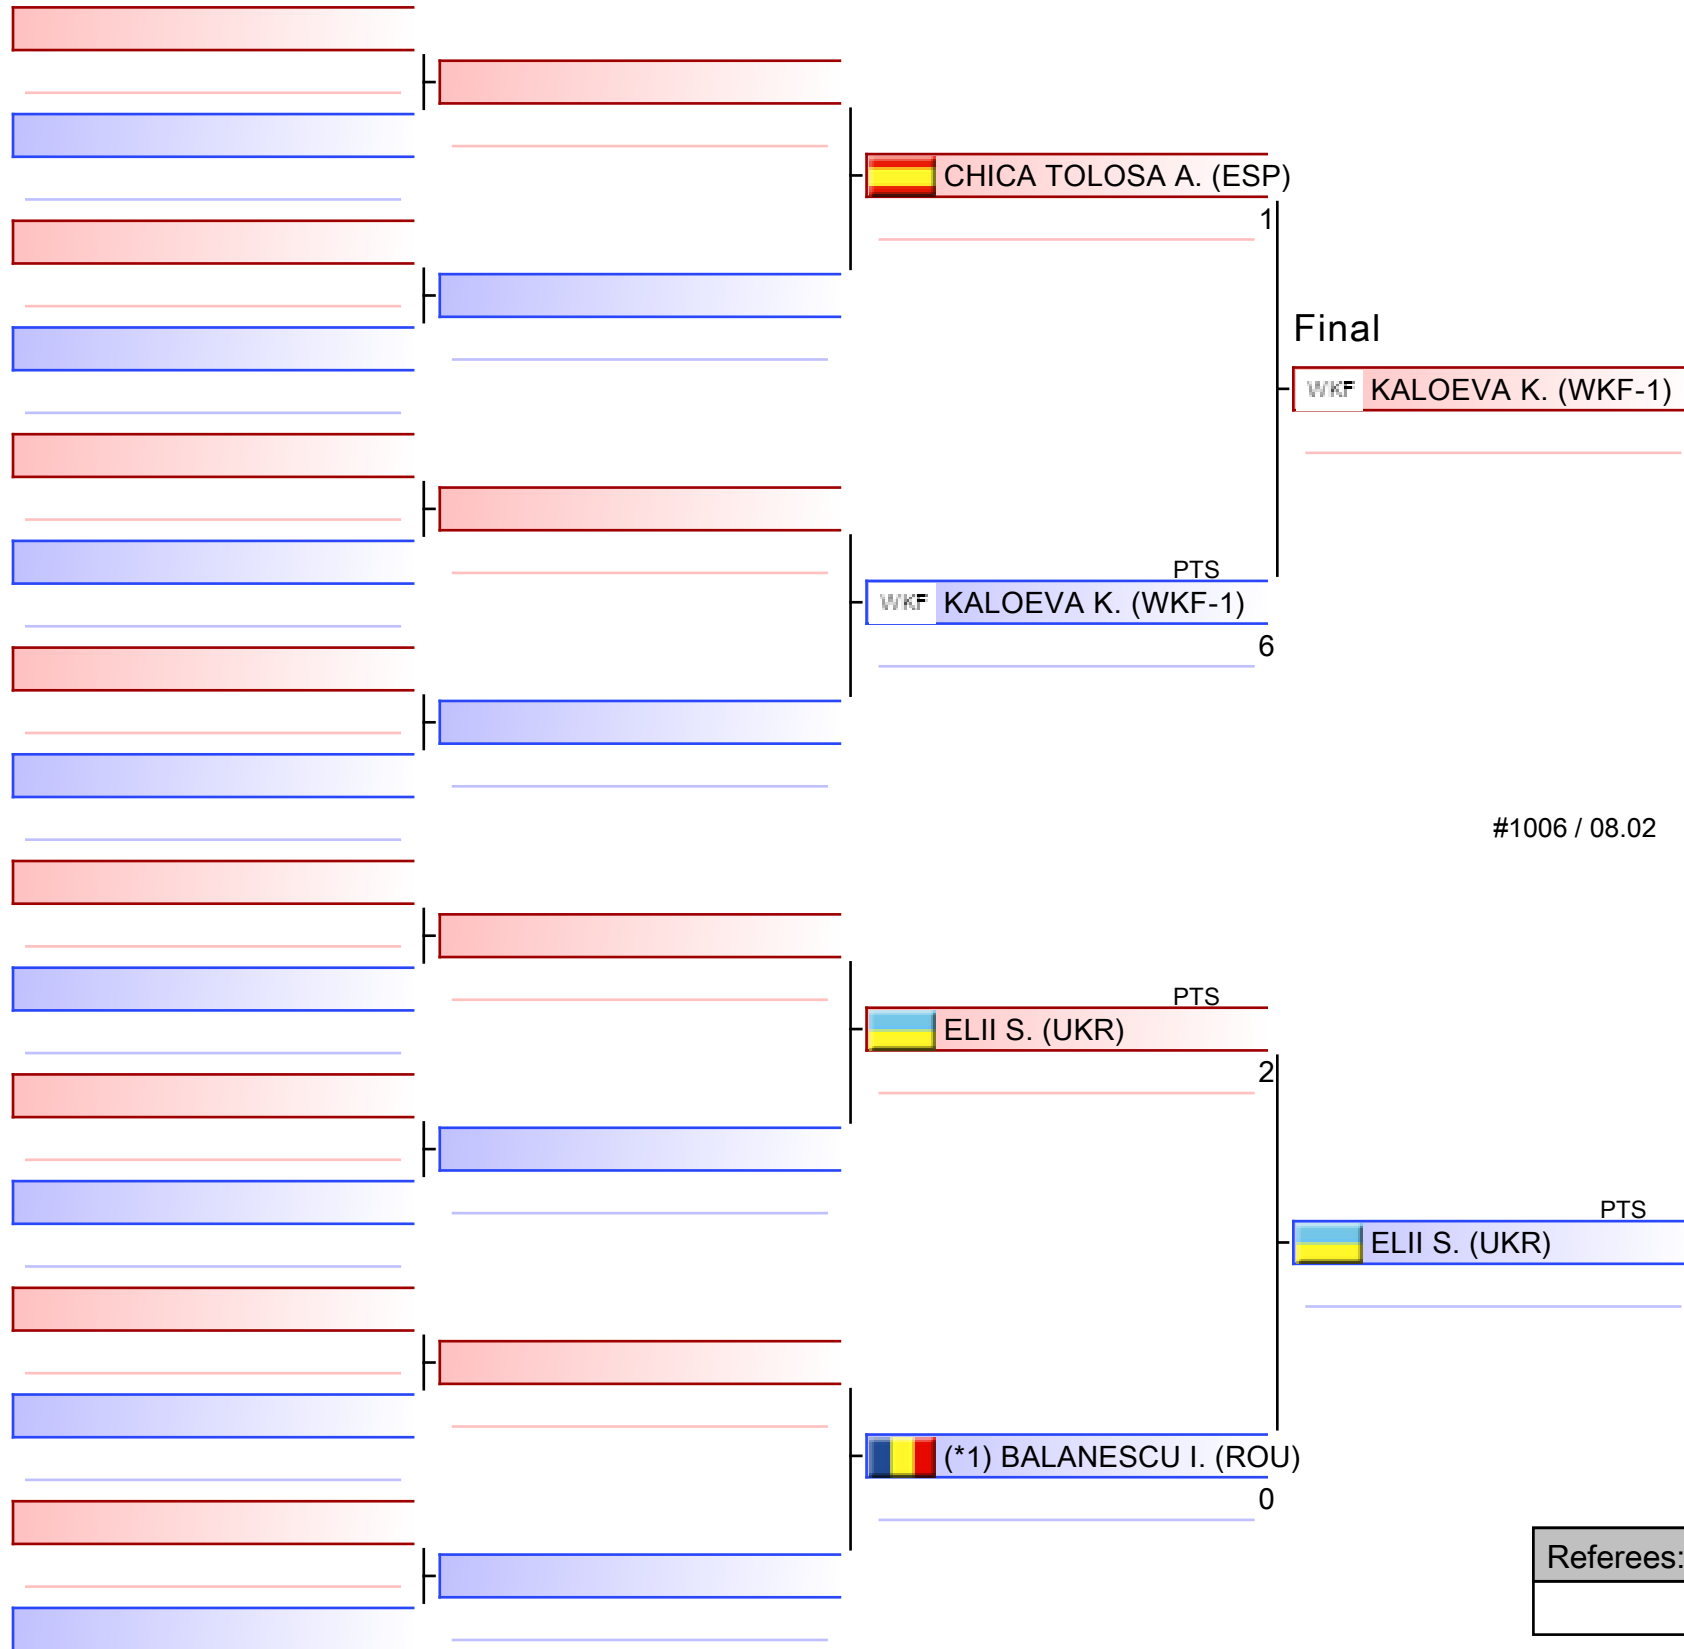 CHICA TOLOSA A. (ESP)
1
Final
WKF KALOEVA K. (WKF-1)
PTS
WKF KALOEVA K. (WKF-1)
6
#1006 / 08.02
PTS
ELII S. (UKR)
2
PTS
ELII S. (UKR)
(*1) BALANESCU I. (ROU)
0
Referees: